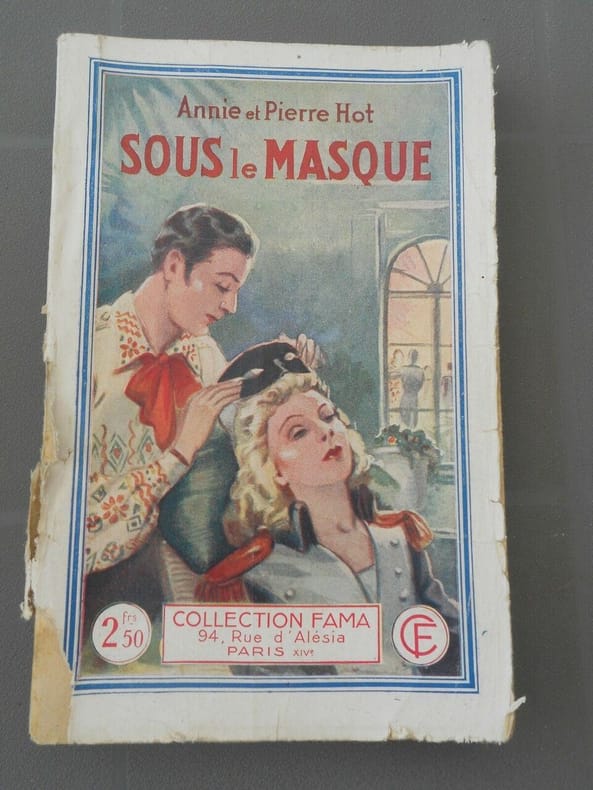 Annie et Pierre Hot
SOUS le MASQUE
2 frs 50
COLLECTION FAMA
94, Rue d'Alésia
PARIS XIVe
CF